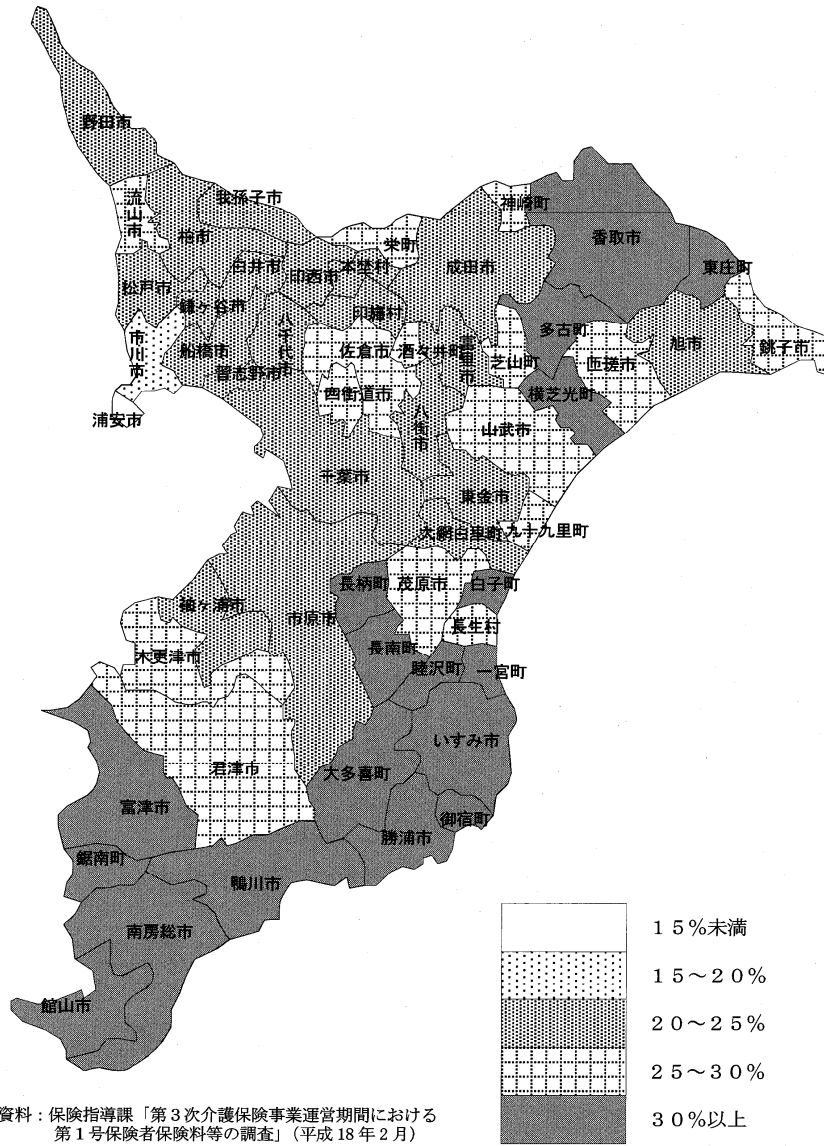 野田市
流山市
我孫子市
柏市
神崎町
香取市
栄町
白井市
印西市
本埜村
成田市
東庄町
松戸市
鎌ヶ谷市
印旛村
多古町
八千代市
市川市
船橋市
習志野市
佐倉市
酒々井町
富里市
芝山町
匝瑳市
旭市
銚子市
四街道市
横芝光町
浦安市
八街市
山武市
千葉市
東金市
大網白里町
九十九里町
長柄町
茂原市
白子町
袖ヶ浦市
市原市
長生村
木更津市
長南町
睦沢町
一宮町
いすみ市
君津市
大多喜町
富津市
御宿町
勝浦市
鋸南町
鴨川市
南房総市
館山市
15%未満
15～20%
20～25%
25～30%
30%以上
資料：保険指導課「第３次介護保険事業運営期間における
第１号保険者保険料等の調査」（平成18年２月）